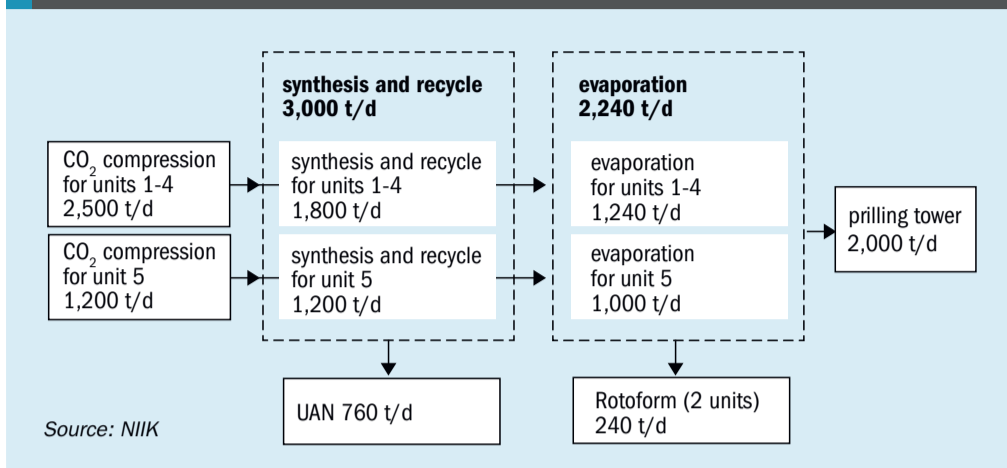 synthesis and recycle
3,000 t/d
evaporation
2,240 t/d
CO₂ compression
for units 1-4
2,500 t/d
synthesis and recycle
for units 1-4
1,800 t/d
evaporation
for units 1-4
1,240 t/d
prilling tower
2,000 t/d
CO₂ compression
for unit 5
1,200 t/d
synthesis and recycle
for unit 5
1,200 t/d
evaporation
for unit 5
1,000 t/d
UAN 760 t/d
Rotoform (2 units)
240 t/d
Source: NIIK